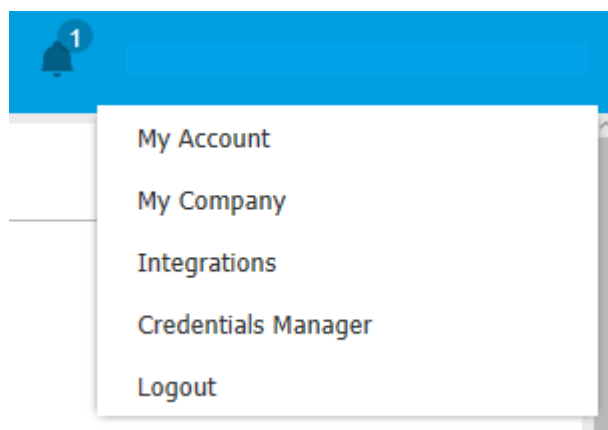 1
My Account
My Company
Integrations
Credentials Manager
Logout